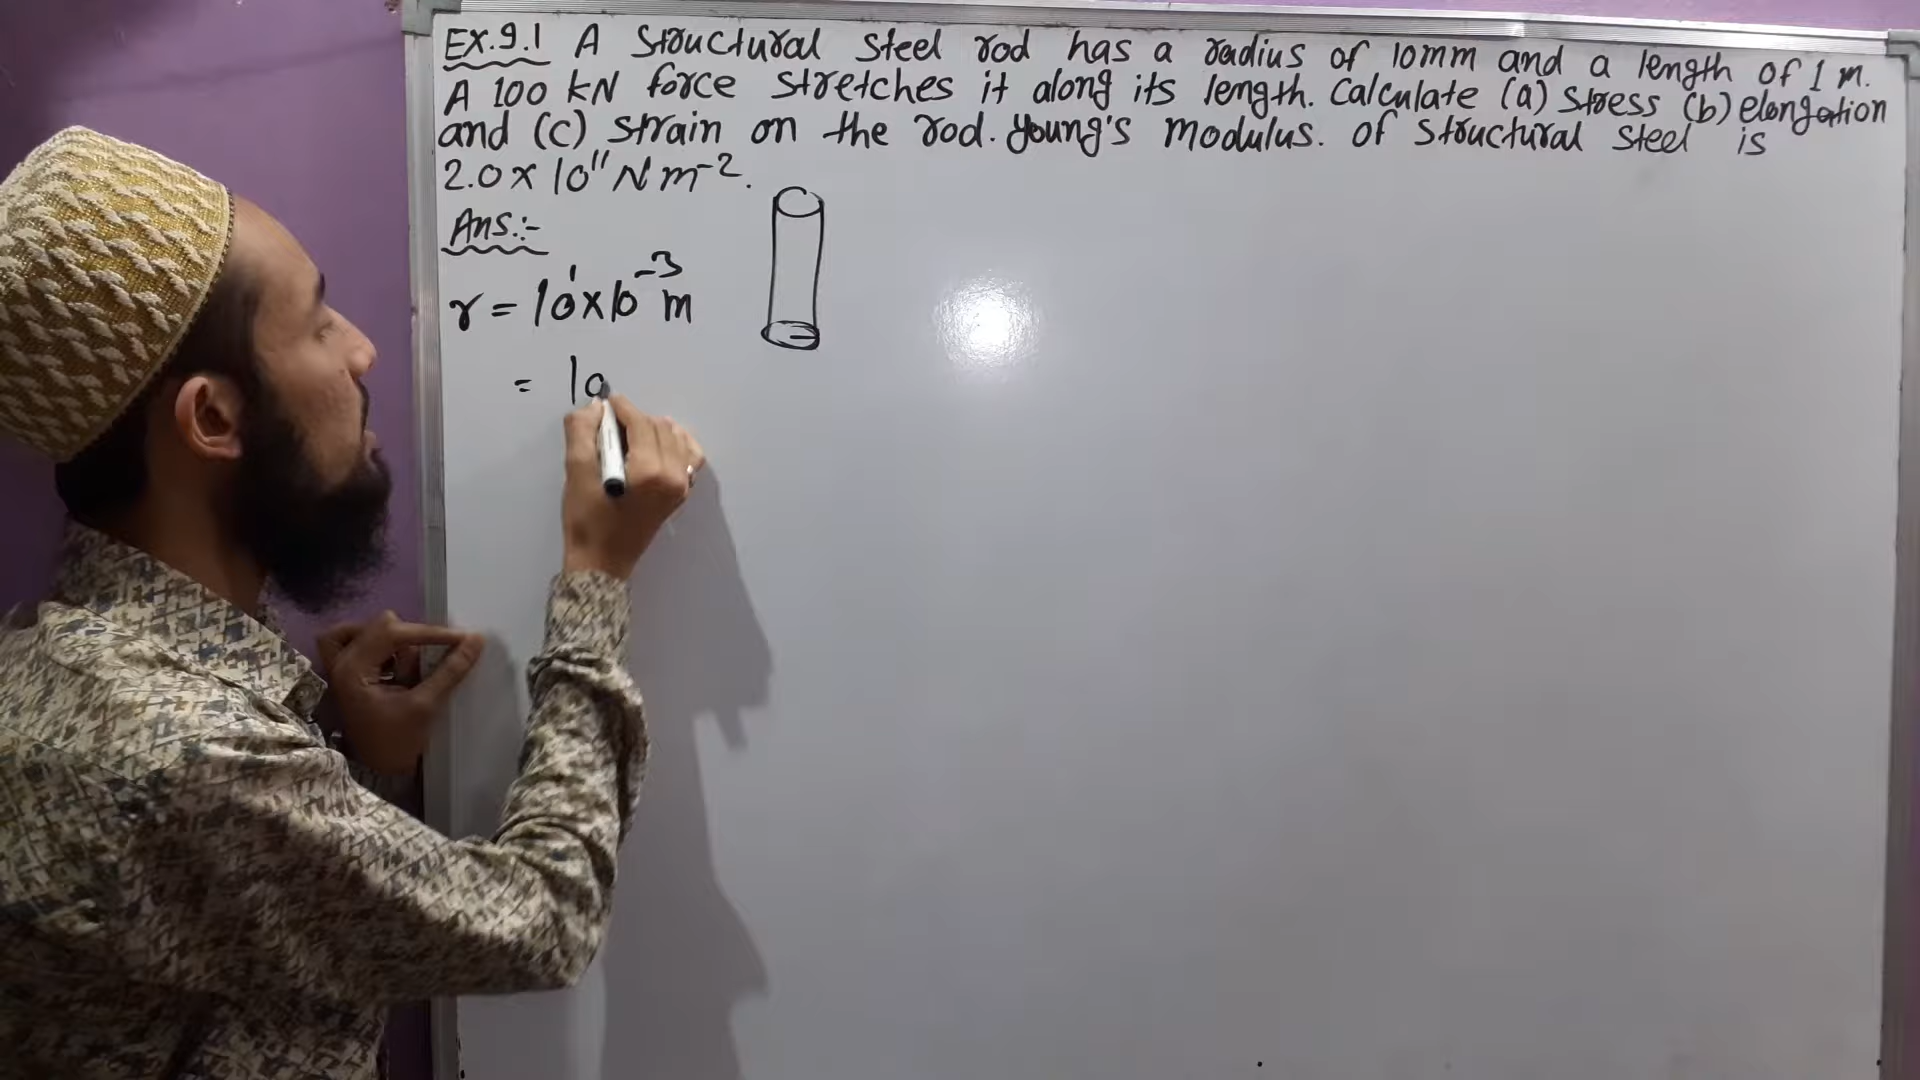 Ex.9.1 A Structural Steel rod has a radius of 10mm and a length of 1 m.
A 100 kN force stretches it along its length. Calculate (a) Stress (b) elongation
and (c) Strain on the rod. Young's Modulus. of Structural Steel is
2.0 x 10¹¹ N m⁻².
Ans:-
r = 10¹x10⁻³ m
= 10